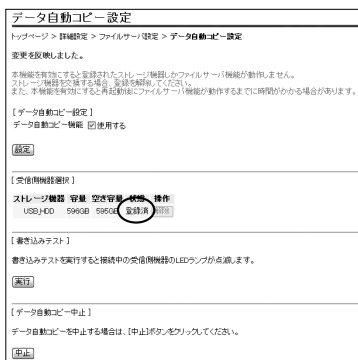 データ自動コピー設定
トップページ > 詳細設定 > ファイルサーバ設定 > データ自動コピー設定
変更を反映しました。
本機能を有効にすると登録されたストレージ機器しかファイルサーバ機能が動作しません。
ストレージ機器を交換する場合、登録を解除してください。
また、本機能を有効にすると再起動後にファイルサーバ機能が動作するまでに時間がかかる場合があります。
[ データ自動コピー設定 ]
データ自動コピー機能 使用する
設定
[ 受信側機器選択 ]
ストレージ機器 容量 空き容量 状態 操作
USB_HDD 596GB 595GB 登録済 解除
[ 書き込みテスト ]
書き込みテストを実行すると接続中の受信側機器のLEDランプが点滅します。
実行
[ データ自動コピー中止 ]
データ自動コピーを中止する場合は、[中止]ボタンをクリックしてください。
中止